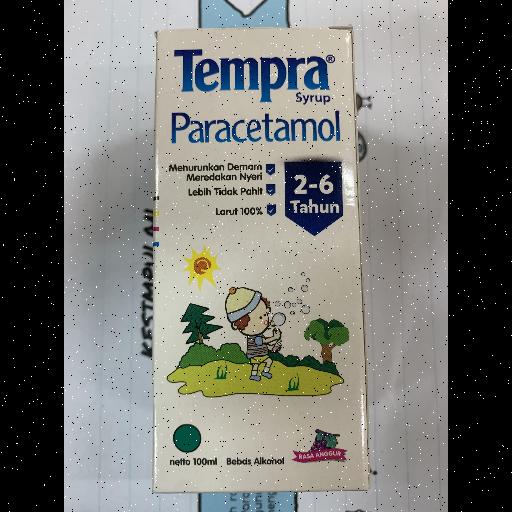 Tempra®
Syrup
Paracetamol
Menurunkan Demam
Meredakan Nyeri
Lebih Tidak Pahit
Larut 100%
2-6
Tahun
KESIMPULAN
netto 100ml
Bebas Alkohol
RASA ANGGUR